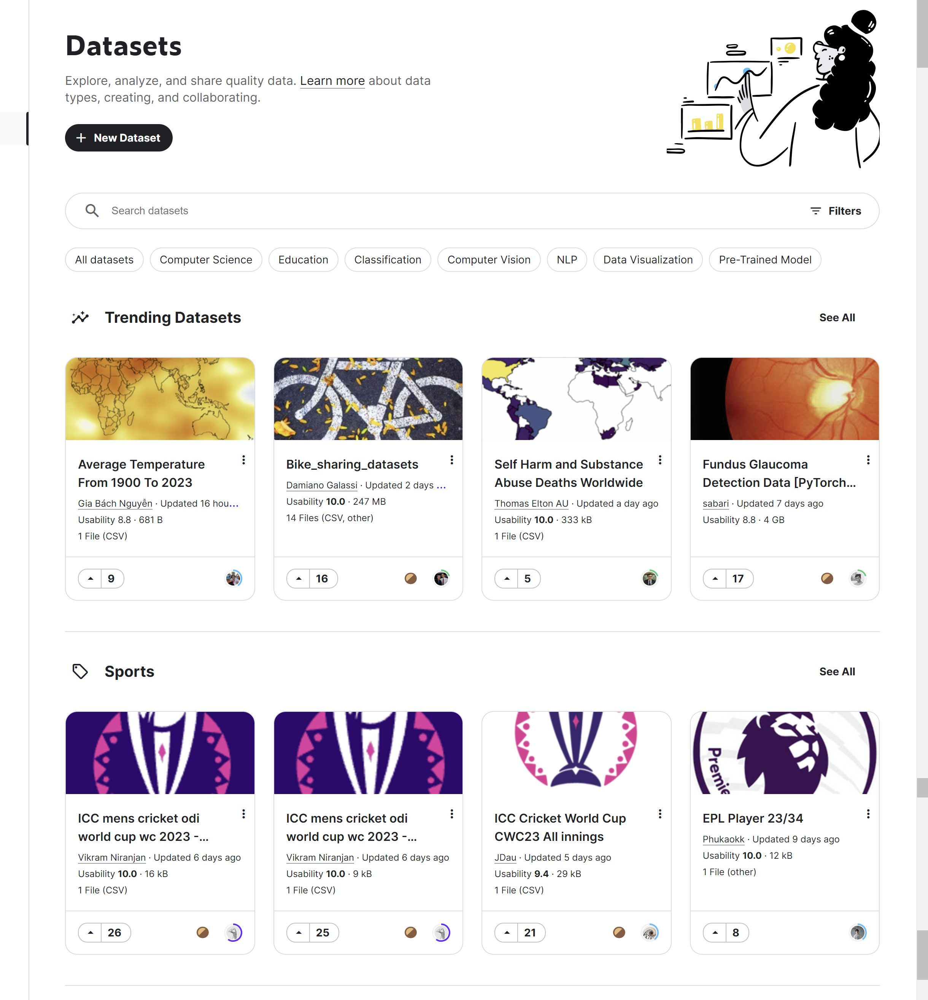 Datasets
Explore, analyze, and share quality data. Learn more about data
types, creating, and collaborating.
New Dataset
Search datasets
Filters
All datasets
Computer Science
Education
Classification
Computer Vision
NLP
Data Visualization
Pre-Trained Model
Trending Datasets
See All
Average Temperature
From 1900 To 2023
Gia Bách Nguyễn · Updated 16 hou...
Usability 8.8 · 681 B
1 File (CSV)
9
Bike_sharing_datasets
Damiano Galassi · Updated 2 days ...
Usability 10.0 · 247 MB
14 Files (CSV, other)
16
Self Harm and Substance
Abuse Deaths Worldwide
Thomas Elton AU · Updated a day ago
Usability 10.0 · 333 kB
1 File (CSV)
5
Fundus Glaucoma
Detection Data [PyTorch...
sabari · Updated 7 days ago
Usability 8.8 · 4 GB
17
Sports
See All
ICC mens cricket odi
world cup wc 2023 -...
Vikram Niranjan · Updated 6 days ago
Usability 10.0 · 16 kB
1 File (CSV)
26
ICC mens cricket odi
world cup wc 2023 -...
Vikram Niranjan · Updated 6 days ago
Usability 10.0 · 9 kB
1 File (CSV)
25
ICC Cricket World Cup
CWC23 All innings
JDau · Updated 5 days ago
Usability 9.4 · 29 kB
1 File (CSV)
21
Premie
EPL Player 23/34
Phukaokk · Updated 9 days ago
Usability 10.0 · 12 kB
1 File (other)
8